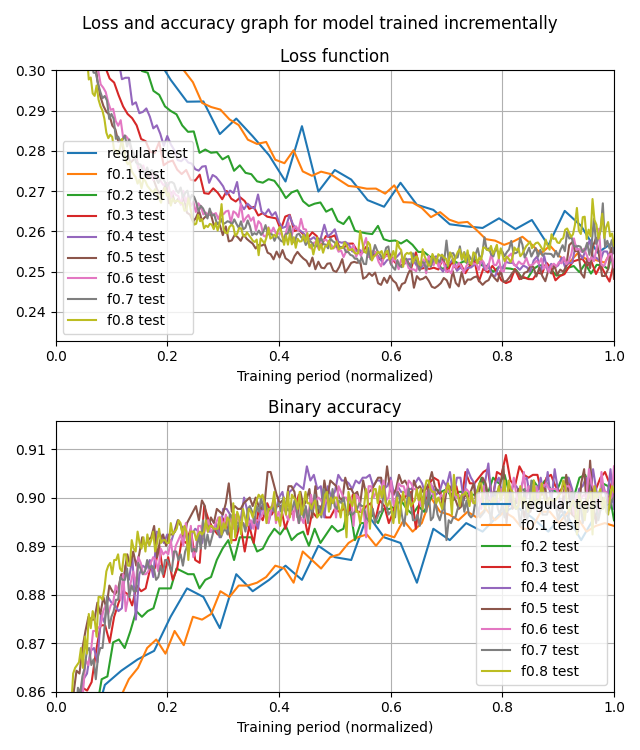 Loss and accuracy graph for model trained incrementally
Loss function
0.30
0.29
0.28
0.27
0.26
0.25
0.24
regular test
f0.1 test
f0.2 test
f0.3 test
f0.4 test
f0.5 test
f0.6 test
f0.7 test
f0.8 test
0.0 0.2 0.4 0.6 0.8 1.0
Training period (normalized)
Binary accuracy
0.91
0.90
0.89
0.88
0.87
0.86
regular test
f0.1 test
f0.2 test
f0.3 test
f0.4 test
f0.5 test
f0.6 test
f0.7 test
f0.8 test
0.0 0.2 0.4 0.6 0.8 1.0
Training period (normalized)